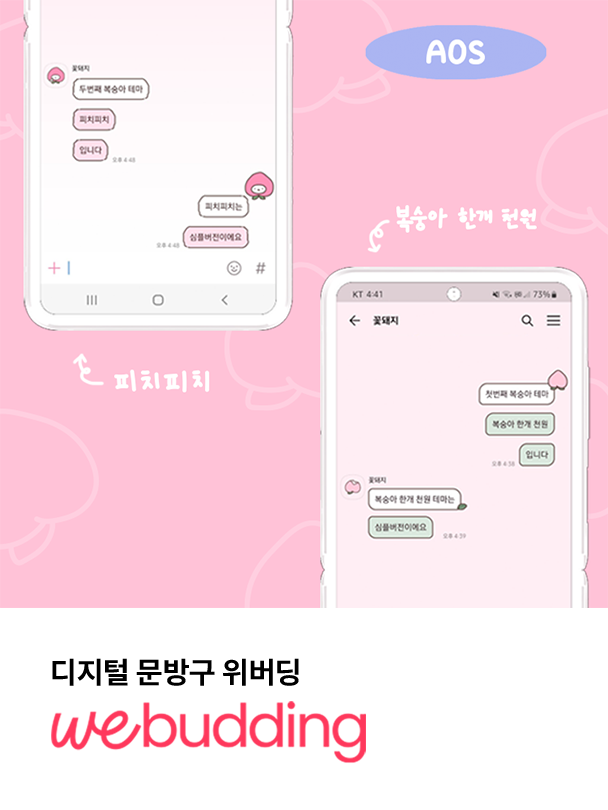 AOS
꽃돼지
두번째 복숭아 테마
피치피치
입니다
오후 4:48
피치피치는
심플버전이에요
오후 4:48
#
피치피치
복숭아 한개 천원
KT 4:41
73%
꽃돼지
첫번째 복숭아 테마
복숭아 한개 천원
입니다
오후 4:38
꽃돼지
복숭아 한개 천원 테마는
심플버전이에요
오후 4:39
디지털 문방구 위버딩
webudding